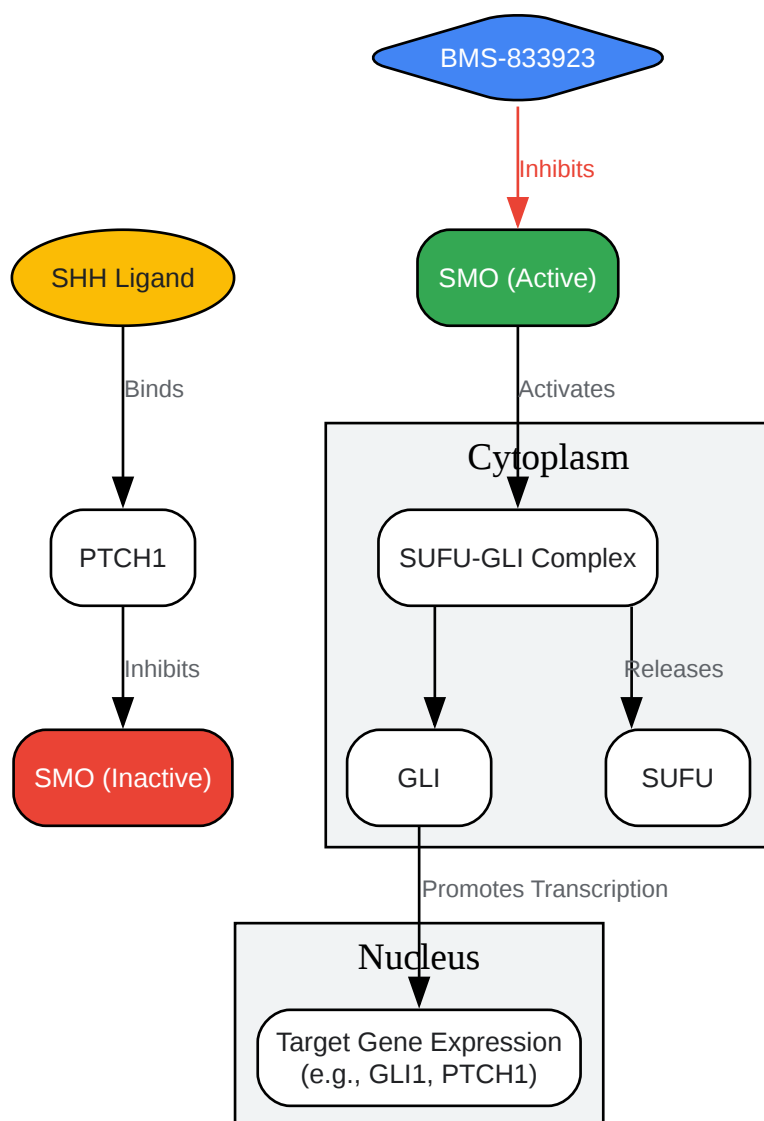 BMS-833923
Inhibits
SHH Ligand
SMO (Active)
Binds
Activates
Cytoplasm
PTCH1
SUFU-GLI Complex
Inhibits
Releases
SMO (Inactive)
GLI
SUFU
Promotes Transcription
Nucleus
Target Gene Expression
(e.g., GLI1, PTCH1)